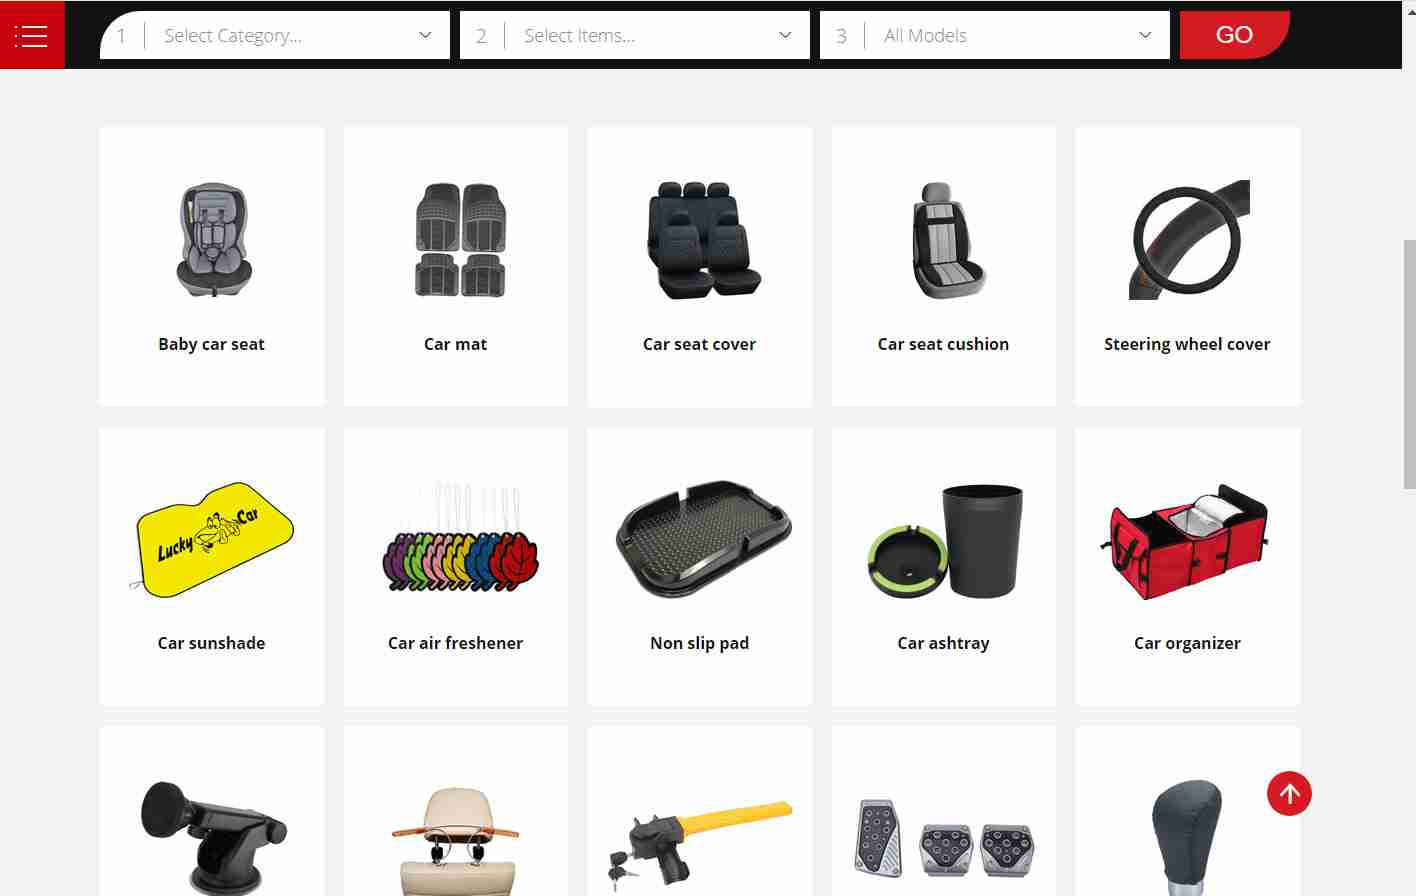 1 Select Category...
2 Select Items...
3 All Models
GO
Baby car seat
Car mat
Car seat cover
Car seat cushion
Steering wheel cover
Lucky Car
Car sunshade
Car air freshener
Non slip pad
Car ashtray
Car organizer